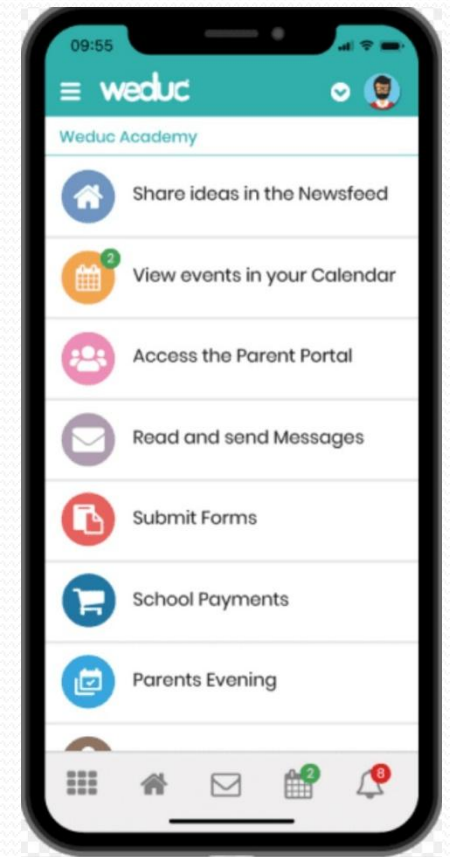 09:55
weduc
Weduc Academy
Share ideas in the Newsfeed
2
View events in your Calendar
Access the Parent Portal
Read and send Messages
Submit Forms
School Payments
Parents Evening
2
8